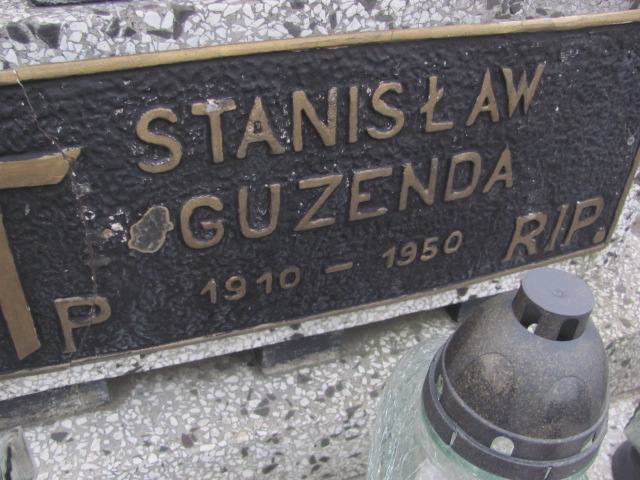 STANISŁAW
GUZENDA
1910 – 1950
P
RIP.